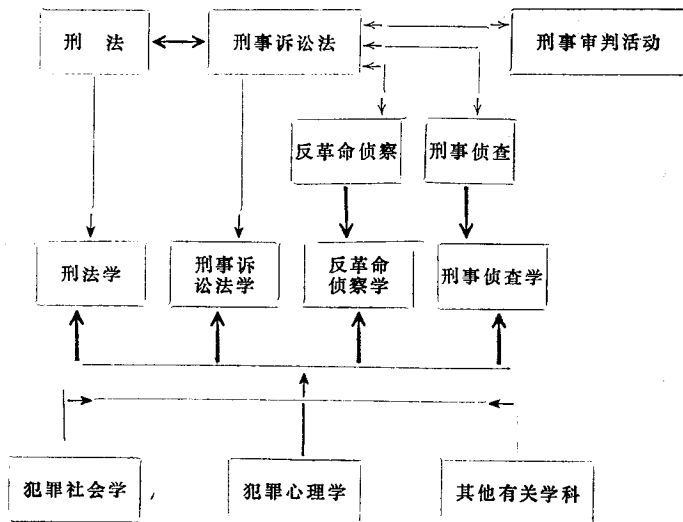 刑 法
刑事诉讼法
刑事审判活动
反革命侦察
刑事侦查
刑法学
刑事诉
讼法学
反革命
侦察学
刑事侦查学
犯罪社会学
犯罪心理学
其他有关学科